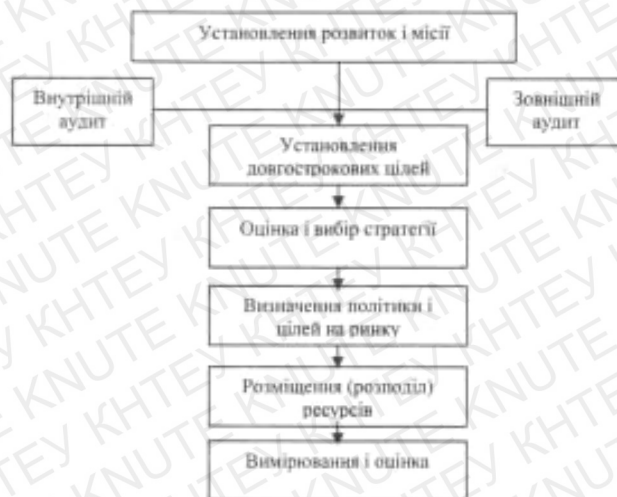 Установлення розвиток і місії
Внутрішній
аудит
Зовнішній
аудит
Установлення
довгострокових цілей
Оцінка і вибір стратегії
Визначення політики і
цілей на ринку
Розміщення (розподіл)
ресурсів
Вимірювання і оцінка